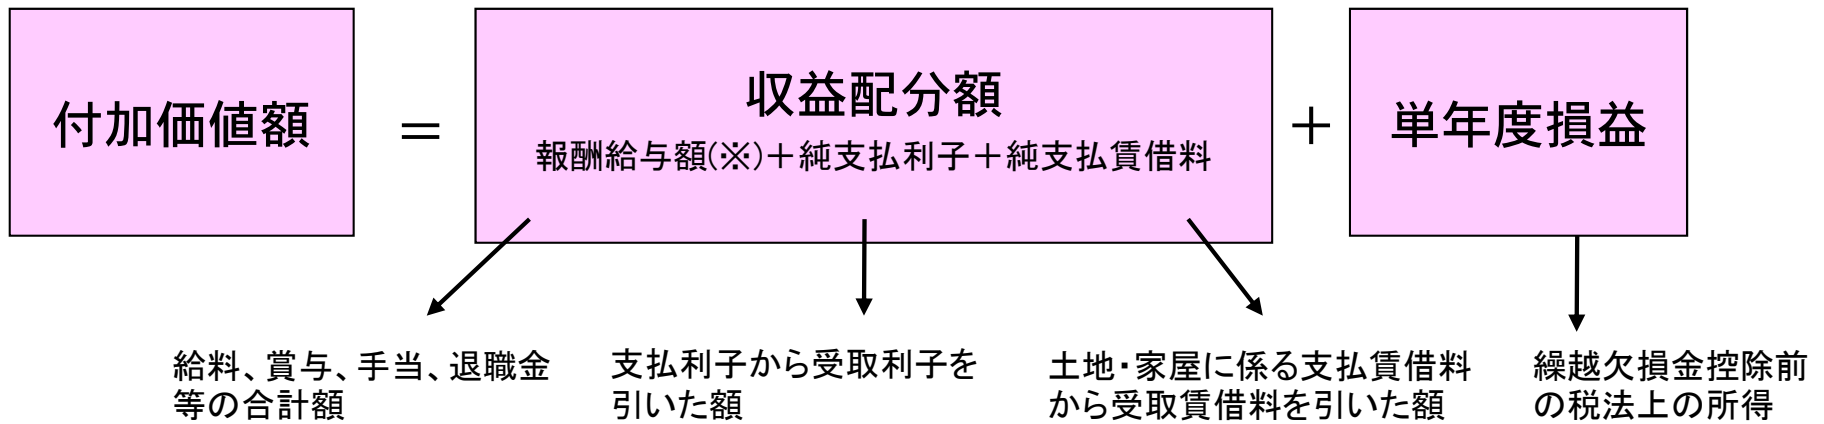 付加価値額
＝
収益配分額
報酬給与額(※)＋純支払利子＋純支払賃借料
＋
単年度損益
給料、賞与、手当、退職金
等の合計額
支払利子から受取利子を
引いた額
土地・家屋に係る支払賃借料
から受取賃借料を引いた額
繰越欠損金控除前
の税法上の所得